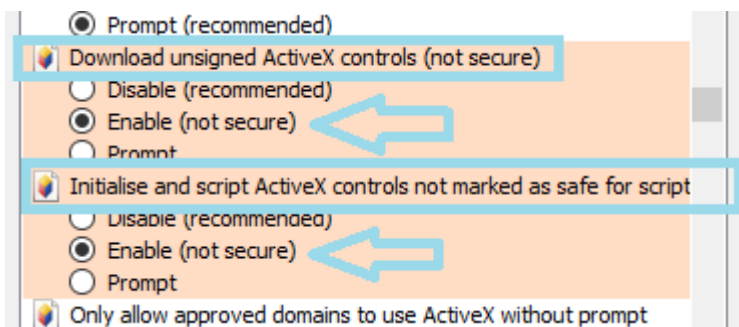 Prompt (recommended)
Download unsigned ActiveX controls (not secure)
Disable (recommended)
Enable (not secure)
Prompt
Initialise and script ActiveX controls not marked as safe for script
Disable (recommended)
Enable (not secure)
Prompt
Only allow approved domains to use ActiveX without prompt